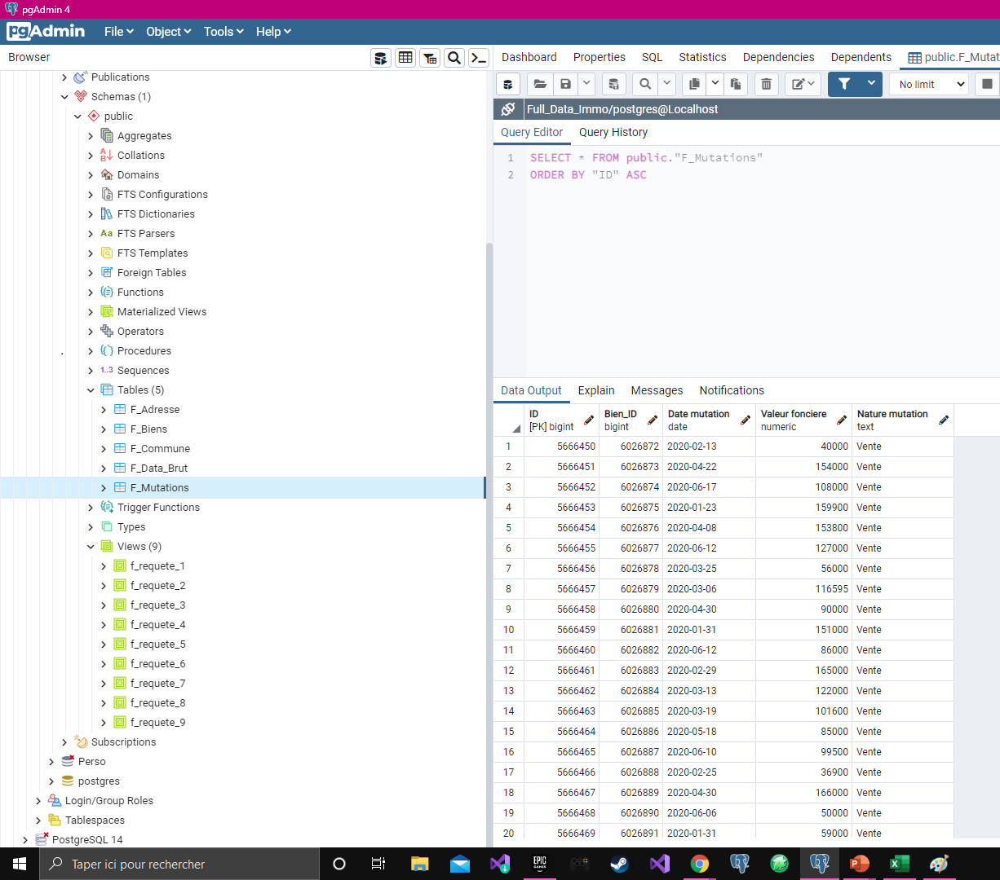 pgAdmin 4
pgAdmin File Object Tools Help
Browser
Dashboard Properties SQL Statistics Dependencies Dependents public.F_Mutat
No limit
Full_Data_Immo/postgres@Localhost
Query Editor Query History
1 SELECT * FROM public."F_Mutations"
2 ORDER BY "ID" ASC
Publications
Schemas (1)
public
Aggregates
Collations
Domains
FTS Configurations
FTS Dictionaries
Aa FTS Parsers
FTS Templates
Foreign Tables
Functions
Materialized Views
Operators
Procedures
1..3 Sequences
Tables (5)
F_Adresse
F_Biens
F_Commune
F_Data_Brut
F_Mutations
Trigger Functions
Types
Views (9)
f_requete_1
f_requete_2
f_requete_3
f_requete_4
f_requete_5
f_requete_6
f_requete_7
f_requete_8
f_requete_9
Subscriptions
Perso
postgres
Login/Group Roles
Tablespaces
PostgreSQL 14
Data Output Explain Messages Notifications
ID Bien_ID Date mutation Valeur fonciere Nature mutation
[PK] bigint bigint date numeric text
1 5666450 6026872 2020-02-13 40000 Vente
2 5666451 6026873 2020-04-22 154000 Vente
3 5666452 6026874 2020-06-17 108000 Vente
4 5666453 6026875 2020-01-23 159900 Vente
5 5666454 6026876 2020-04-08 153800 Vente
6 5666455 6026877 2020-06-12 127000 Vente
7 5666456 6026878 2020-03-25 56000 Vente
8 5666457 6026879 2020-03-06 116595 Vente
9 5666458 6026880 2020-04-30 90000 Vente
10 5666459 6026881 2020-01-31 151000 Vente
11 5666460 6026882 2020-06-12 86000 Vente
12 5666461 6026883 2020-02-29 165000 Vente
13 5666462 6026884 2020-03-13 122000 Vente
14 5666463 6026885 2020-03-19 101600 Vente
15 5666464 6026886 2020-05-18 85000 Vente
16 5666465 6026887 2020-06-10 99500 Vente
17 5666466 6026888 2020-02-25 36900 Vente
18 5666467 6026889 2020-04-30 166000 Vente
19 5666468 6026890 2020-06-06 50000 Vente
20 5666469 6026891 2020-01-31 59000 Vente
Taper ici pour rechercher
EPIC GAMES